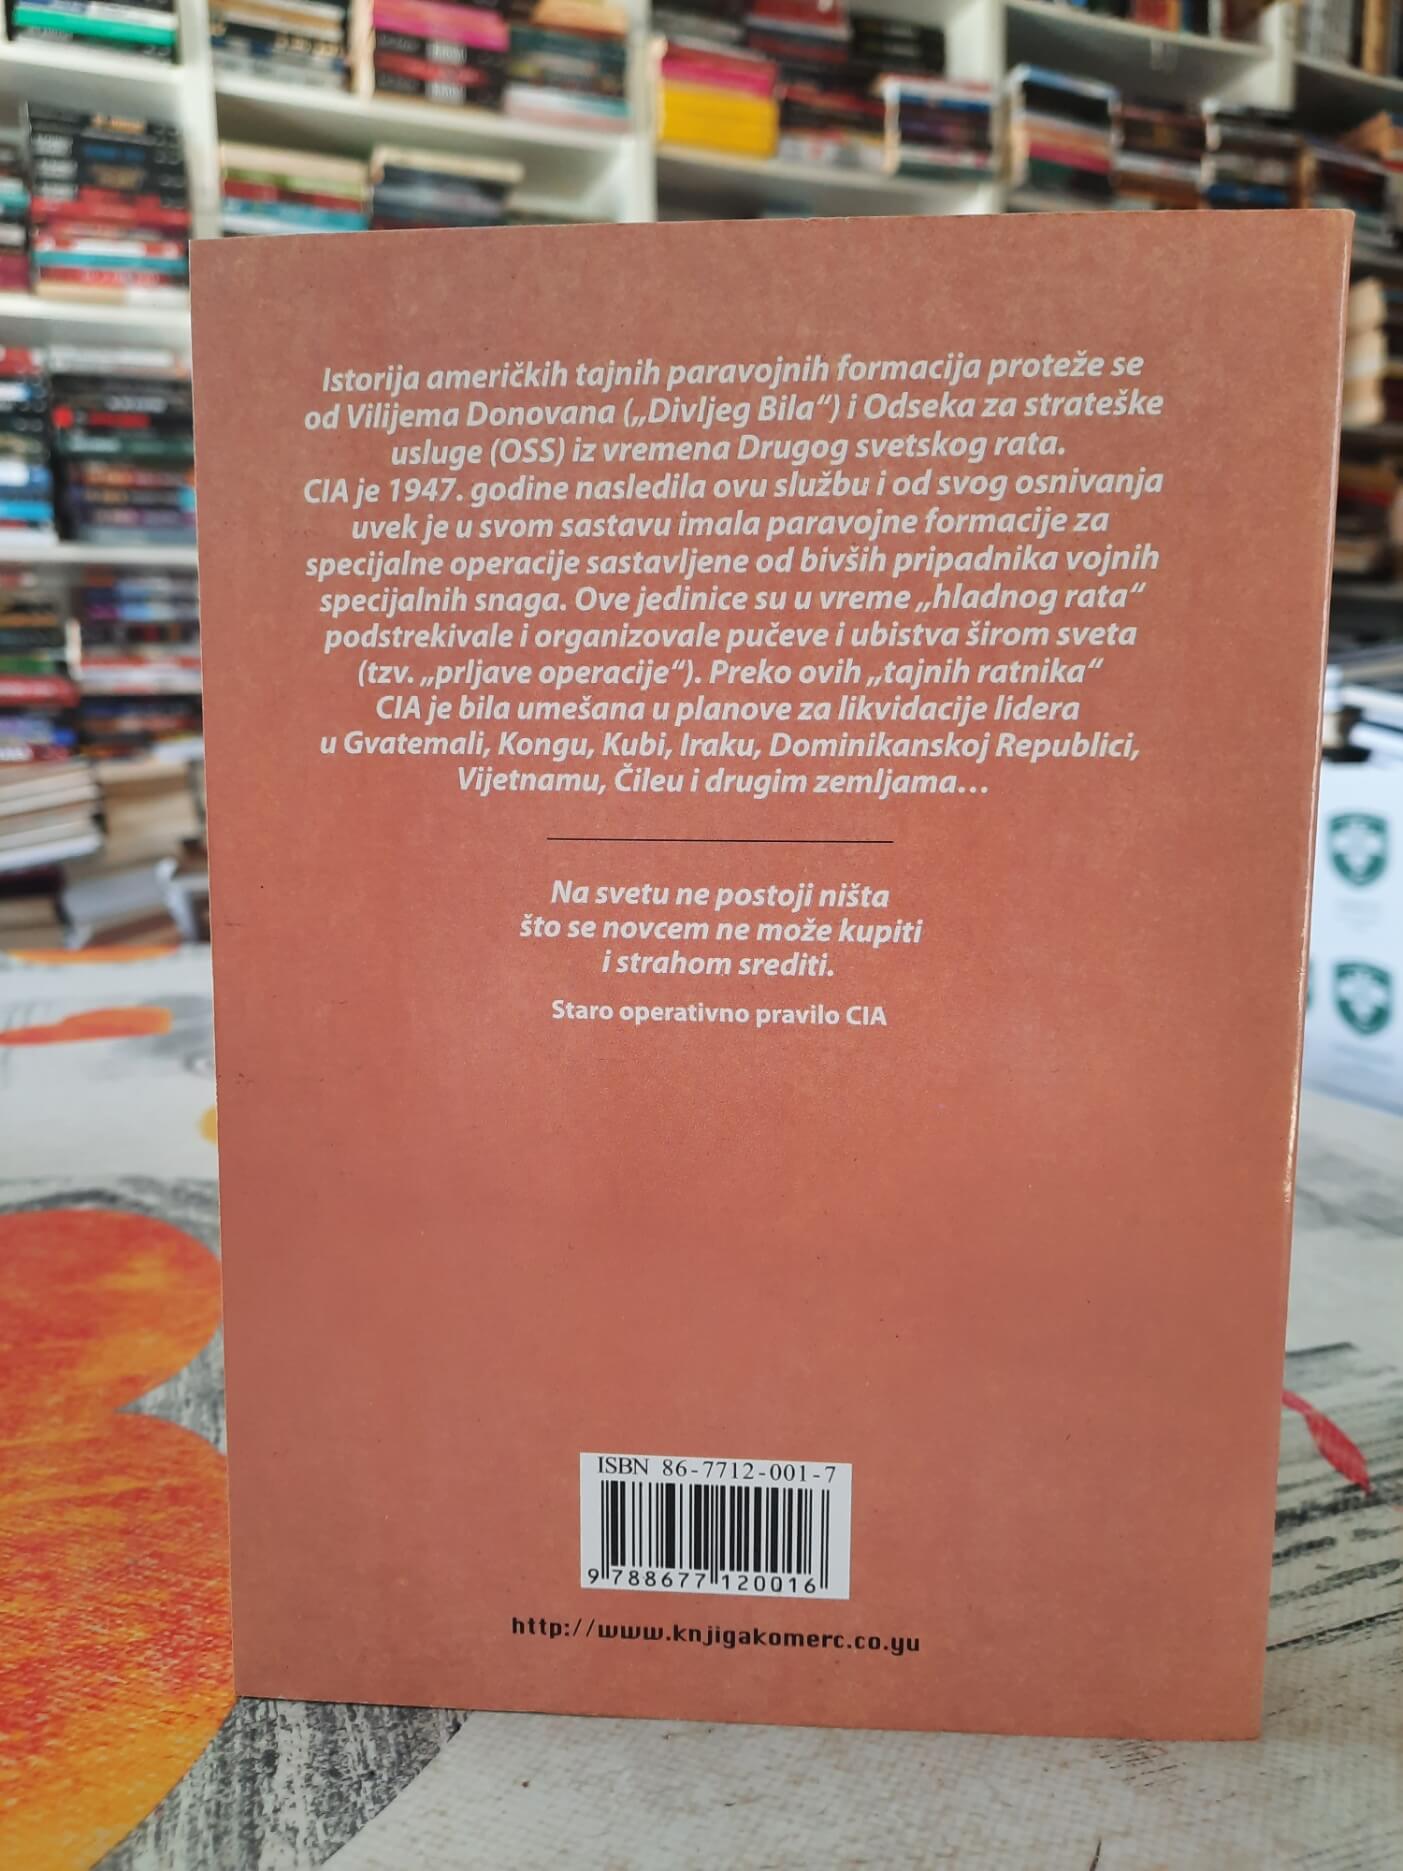 Istorija američkih tajnih paravojnih formacija proteže se
od Vilijema Donovana („Divljeg Bila“) i Odseka za strateške
usluge (OSS) iz vremena Drugog svetskog rata.
CIA je 1947. godine nasledila ovu službu i od svog osnivanja
uvek je u svom sastavu imala paravojne formacije za
specijalne operacije sastavljene od bivših pripadnika vojnih
specijalnih snaga. Ove jedinice su u vreme „hladnog rata“
podstrekivale i organizovale pučeve i ubistva širom sveta
(tzv. „prljave operacije“). Preko ovih „tajnih ratnika“
CIA je bila umešana u planove za likvidacije lidera
u Gvatemali, Kongu, Kubi, Iraku, Dominikanskoj Republici,
Vijetnamu, Čileu i drugim zemljama...
Na svetu ne postoji ništa
što se novcem ne može kupiti
i strahom srediti.
Staro operativno pravilo CIA
ISBN 86-7712-001-7
9 788677 120016
http://www.knjigakomerc.co.yu